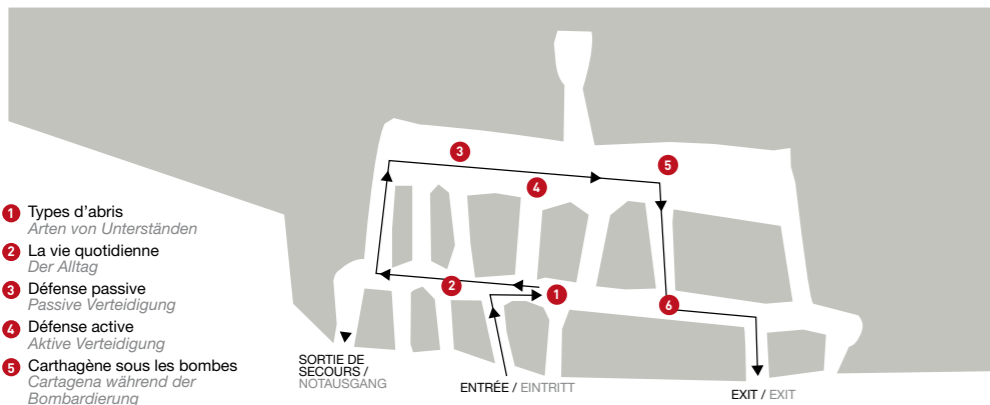 1 Types d'abris
Arten von Unterständen
2 La vie quotidienne
Der Alltag
3 Défense passive
Passive Verteidigung
4 Défense active
Aktive Verteidigung
5 Carthagène sous les bombes
Cartagena während der
Bombardierung
3
5
4
2
1
6
SORTIE DE
SECOURS /
NOTAUSGANG
ENTRÉE / EINTRITT
EXIT / EXIT